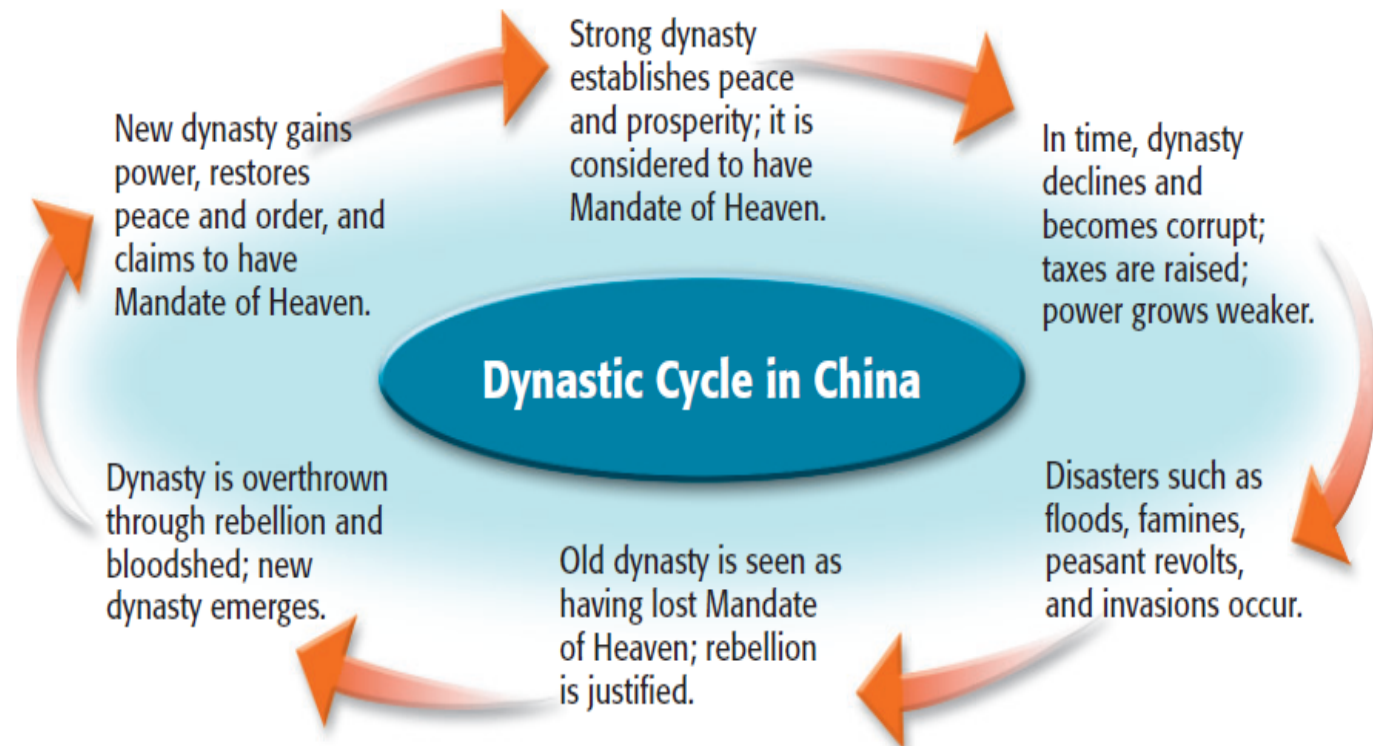 Strong dynasty
establishes peace
and prosperity; it is
considered to have
Mandate of Heaven.
In time, dynasty
declines and
becomes corrupt;
taxes are raised;
power grows weaker.
Disasters such as
floods, famines,
peasant revolts,
and invasions occur.
Old dynasty is seen as
having lost Mandate
of Heaven; rebellion
is justified.
Dynasty is overthrown
through rebellion and
bloodshed; new
dynasty emerges.
New dynasty gains
power, restores
peace and order, and
claims to have
Mandate of Heaven.
Dynastic Cycle in China